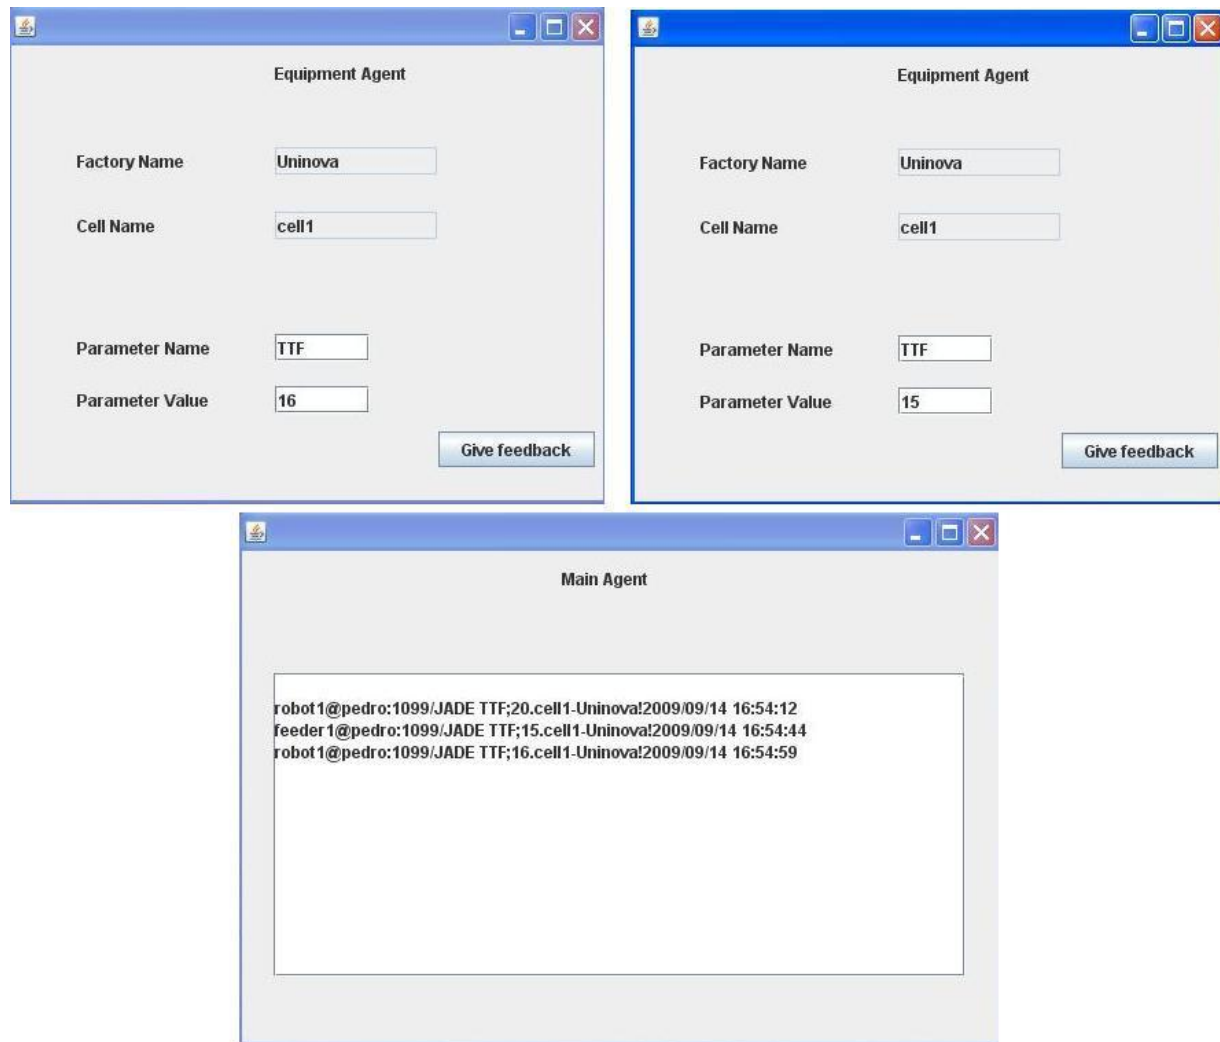 Equipment Agent
Factory Name Uninova
Cell Name cell1
Parameter Name TTF
Parameter Value 16
Give feedback
Equipment Agent
Factory Name Uninova
Cell Name cell1
Parameter Name TTF
Parameter Value 15
Give feedback
Main Agent
robot1@pedro:1099/JADE TTF;20.cell1-Uninova!2009/09/14 16:54:12
feeder1@pedro:1099/JADE TTF;15.cell1-Uninova!2009/09/14 16:54:44
robot1@pedro:1099/JADE TTF;16.cell1-Uninova!2009/09/14 16:54:59